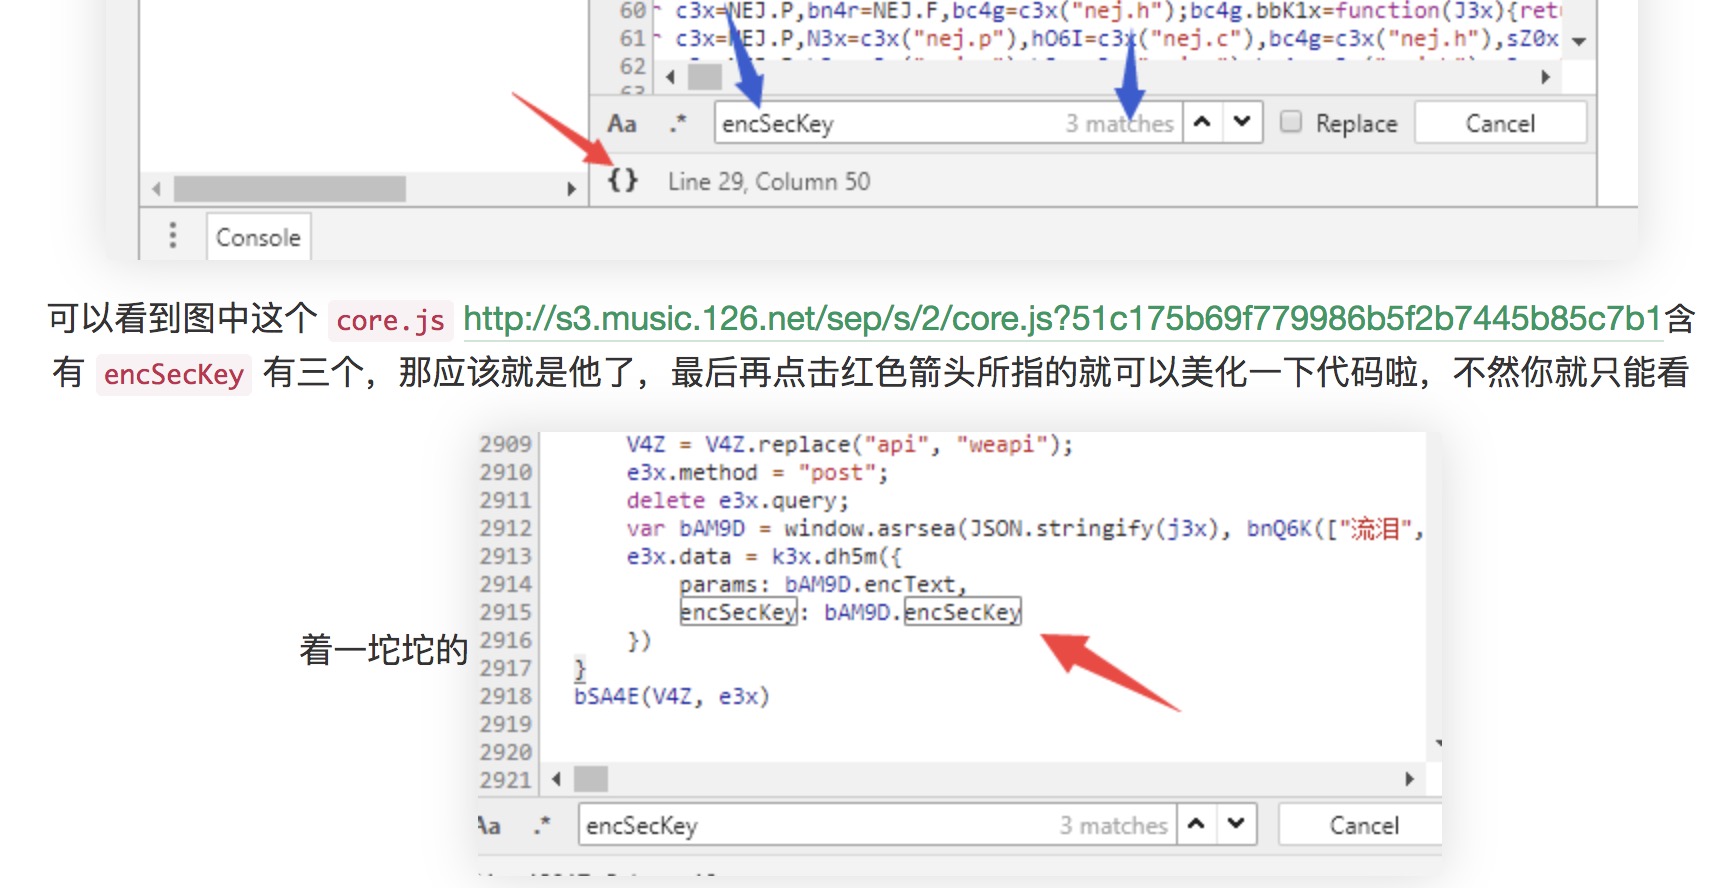 60 c3x=NEJ.P,bn4r=NEJ.F,bc4g=c3x("nej.h");bc4g.bbK1x=function(J3x){ret
61 c3x=NEJ.P,N3x=c3x("nej.p"),hO6I=c3x("nej.c"),bc4g=c3x("nej.h"),sZ0x
62
63
Aa .* encSecKey 3 matches Replace Cancel
{} Line 29, Column 50
Console
可以看到图中这个 core.js http://s3.music.126.net/sep/s/2/core.js?51c175b69f779986b5f2b7445b85c7b1含
有 encSecKey 有三个，那应该就是他了，最后再点击红色箭头所指的就可以美化一下代码啦，不然你就只能看
着一坨坨的
2909 V4Z = V4Z.replace("api", "weapi");
2910 e3x.method = "post";
2911 delete e3x.query;
2912 var bAM9D = window.asrsea(JSON.stringify(j3x), bnQ6K(["流泪",
2913 e3x.data = k3x.dh5m({
2914 params: bAM9D.encText,
2915 encSecKey: bAM9D.encSecKey
2916 })
2917 }
2918 bSA4E(V4Z, e3x)
2919
2920
2921
Aa .* encSecKey 3 matches Cancel